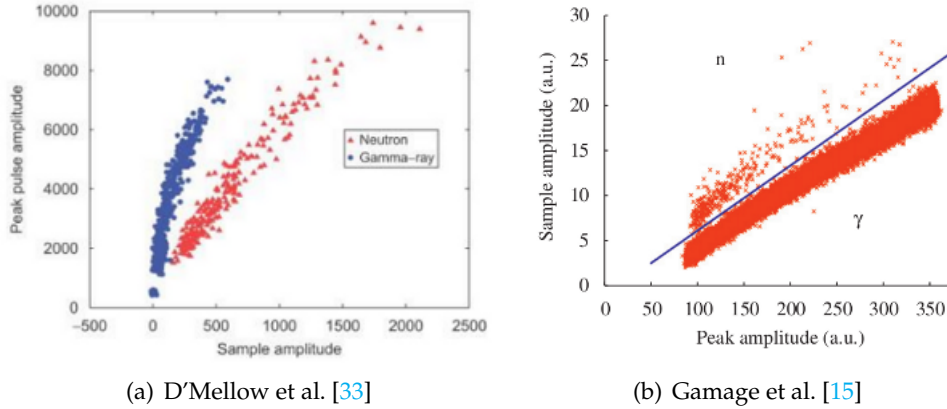 10000
8000
6000
4000
2000
0
Peak pulse amplitude
Neutron
Gamma−ray
−500 0 500 1000 1500 2000 2500
Sample amplitude
(a) D'Mellow et al. [33]
30
25
20
15
10
5
0
Sample amplitude (a.u.)
n
γ
0 50 100 150 200 250 300 350
Peak amplitude (a.u.)
(b) Gamage et al. [15]